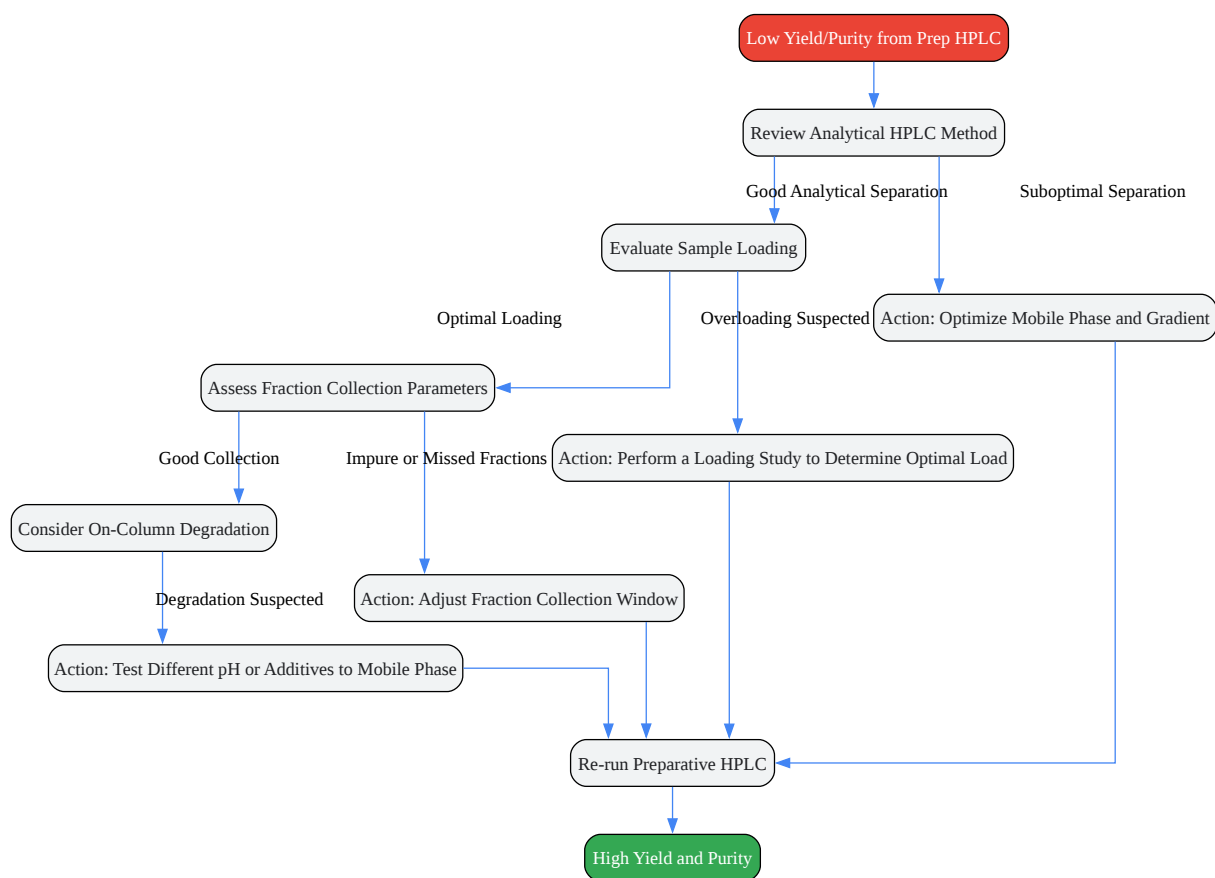 Low Yield/Purity from Prep HPLC
Review Analytical HPLC Method
Good Analytical Separation
Suboptimal Separation
Evaluate Sample Loading
Optimal Loading
Overloading Suspected
Action: Optimize Mobile Phase and Gradient
Assess Fraction Collection Parameters
Good Collection
Impure or Missed Fractions
Action: Perform a Loading Study to Determine Optimal Load
Consider On-Column Degradation
Degradation Suspected
Action: Adjust Fraction Collection Window
Action: Test Different pH or Additives to Mobile Phase
Re-run Preparative HPLC
High Yield and Purity